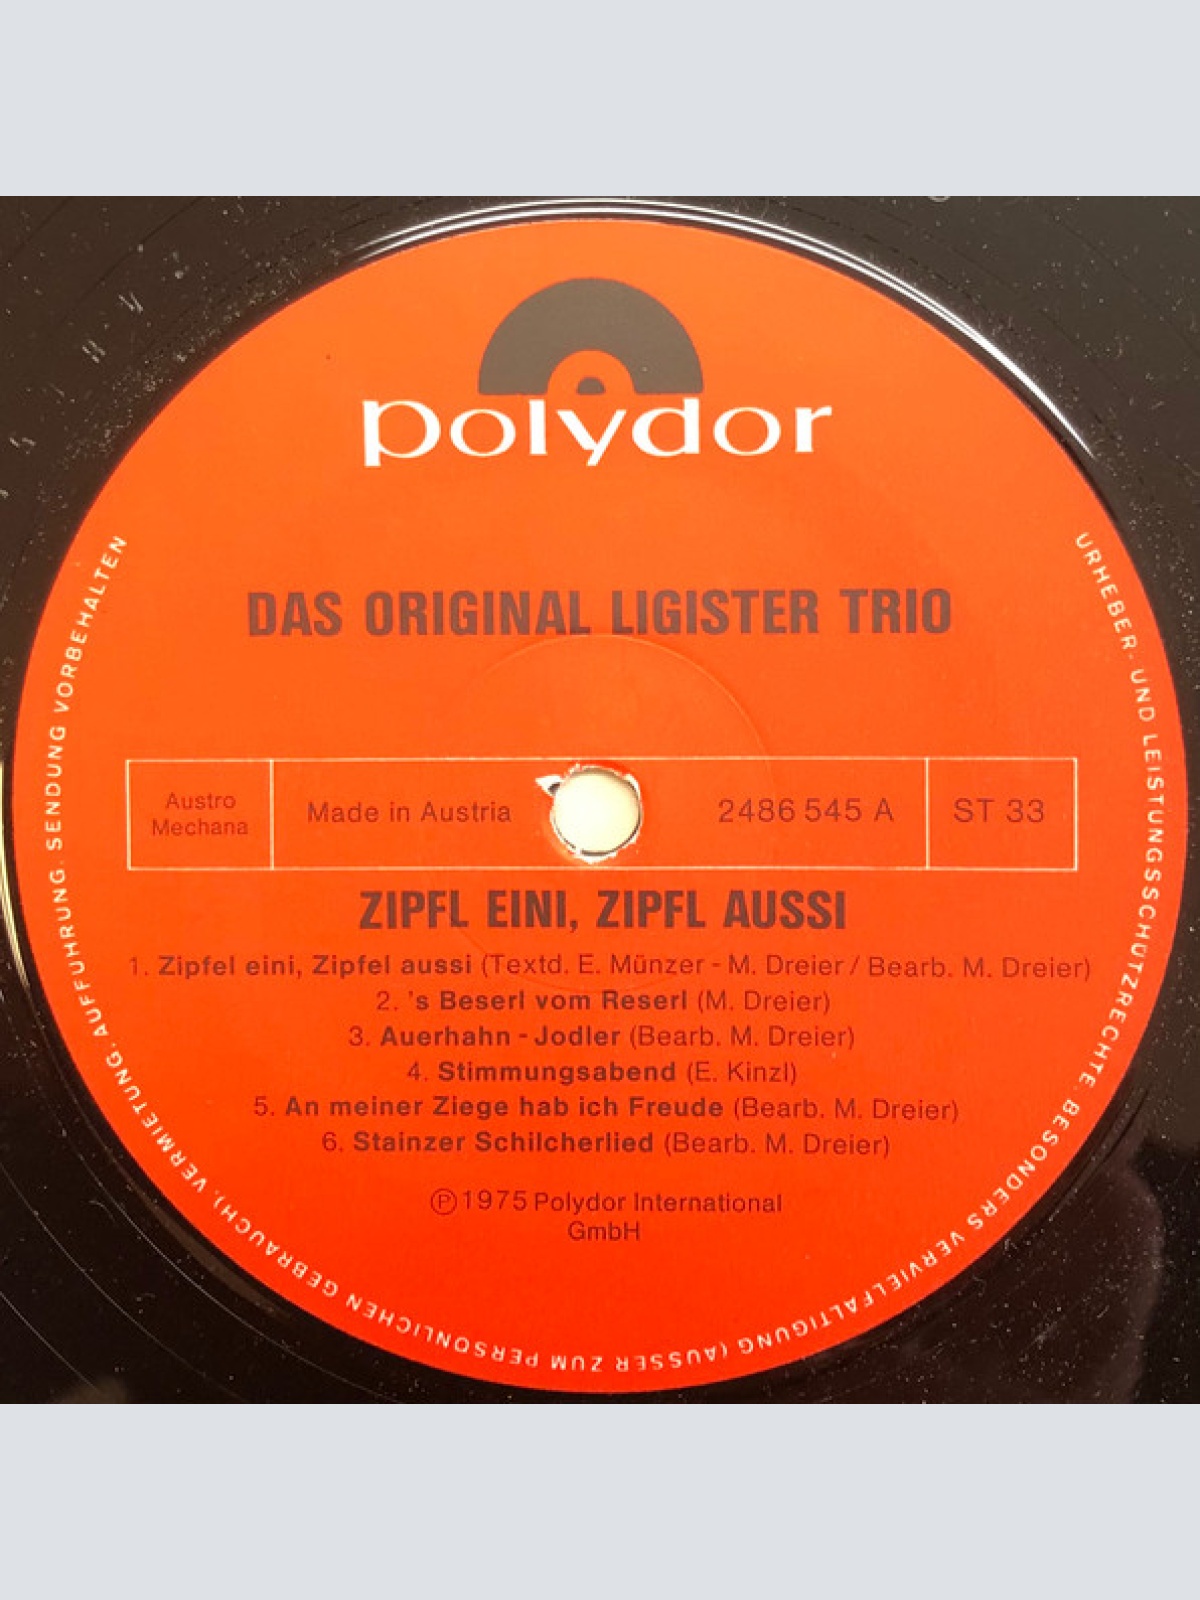 polydor
DAS ORIGINAL LIGISTER TRIO
Austro
Mechana
Made in Austria
2486 545 A
ST 33
ZIPFL EINI, ZIPFL AUSSI
1. Zipfel eini, Zipfel aussi (Textd. E. Münzer - M. Dreier / Bearb. M. Dreier)
2. 's Beserl vom Reserl (M. Dreier)
3. Auerhahn - Jodler (Bearb. M. Dreier)
4. Stimmungsabend (E. Kinzl)
5. An meiner Ziege hab ich Freude (Bearb. M. Dreier)
6. Stainzer Schilcherlied (Bearb. M. Dreier)
Ⓟ 1975 Polydor International
GmbH
URHEBER- UND LEISTUNGSSCHUTZRECHTE, BESONDERS VERVIELFÄLTIGUNG (AUSSER ZUM PERSÖNLICHEN GEBRAUCH), VERMIETUNG, AUFFÜHRUNG, SENDUNG VORBEHALTEN